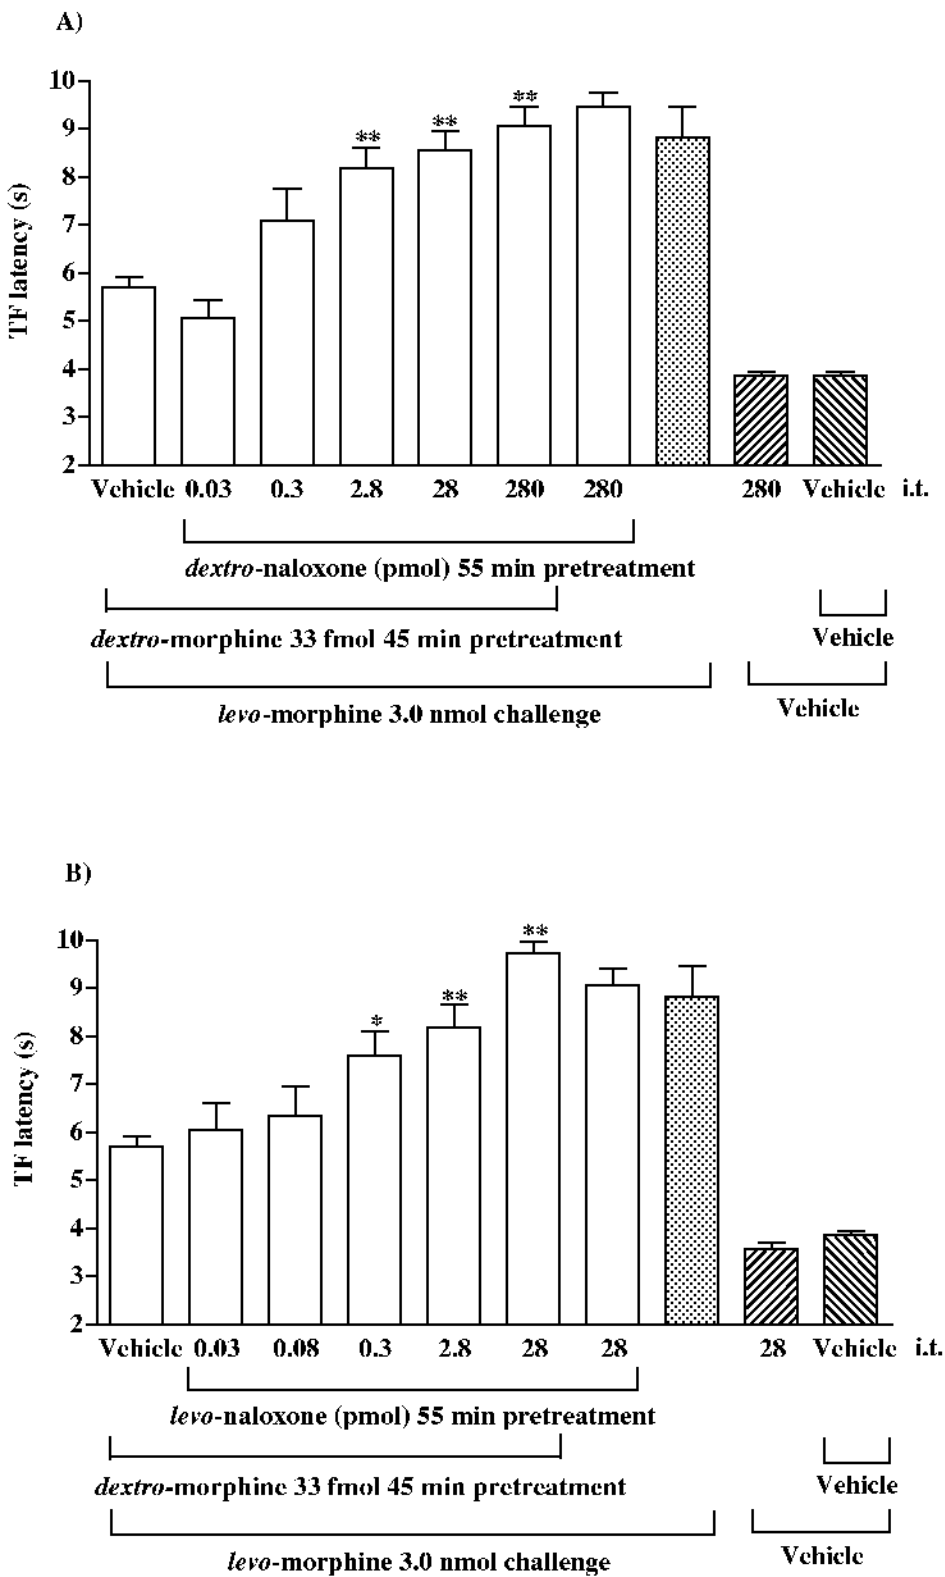 A)
10
9
8
7
6
5
4
3
2
TF latency (s)
** ** **
Vehicle 0.03 0.3 2.8 28 280 280 280 Vehicle i.t.
dextro-naloxone (pmol) 55 min pretreatment
dextro-morphine 33 fmol 45 min pretreatment Vehicle
levo-morphine 3.0 nmol challenge Vehicle
B)
10
9
8
7
6
5
4
3
2
TF latency (s)
* ** **
Vehicle 0.03 0.08 0.3 2.8 28 28 28 Vehicle i.t.
levo-naloxone (pmol) 55 min pretreatment
dextro-morphine 33 fmol 45 min pretreatment Vehicle
levo-morphine 3.0 nmol challenge Vehicle